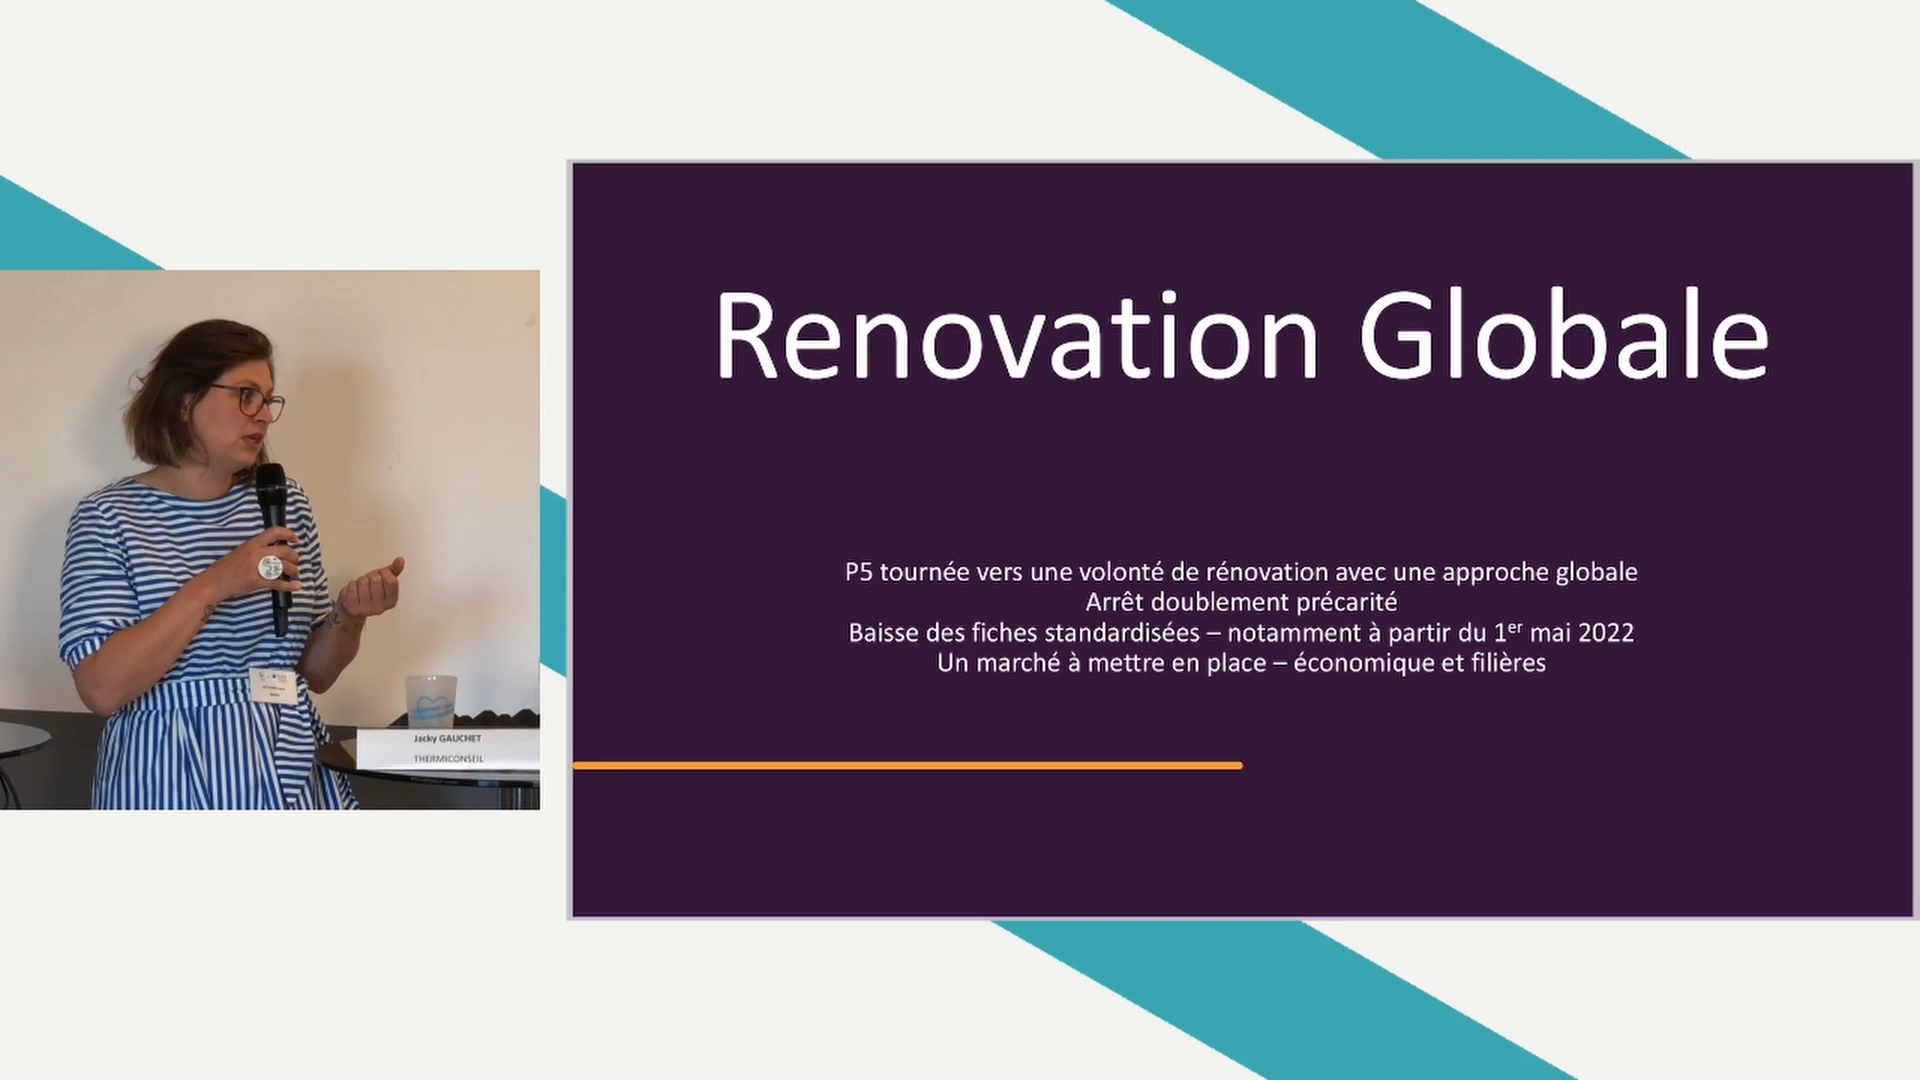 Renovation Globale
P5 tournée vers une volonté de rénovation avec une approche globale
Arrêt doublement précarité
Baisse des fiches standardisées – notamment à partir du 1er mai 2022
Un marché à mettre en place – économique et filières
Jacky GAUCHET
THERMICONSEIL